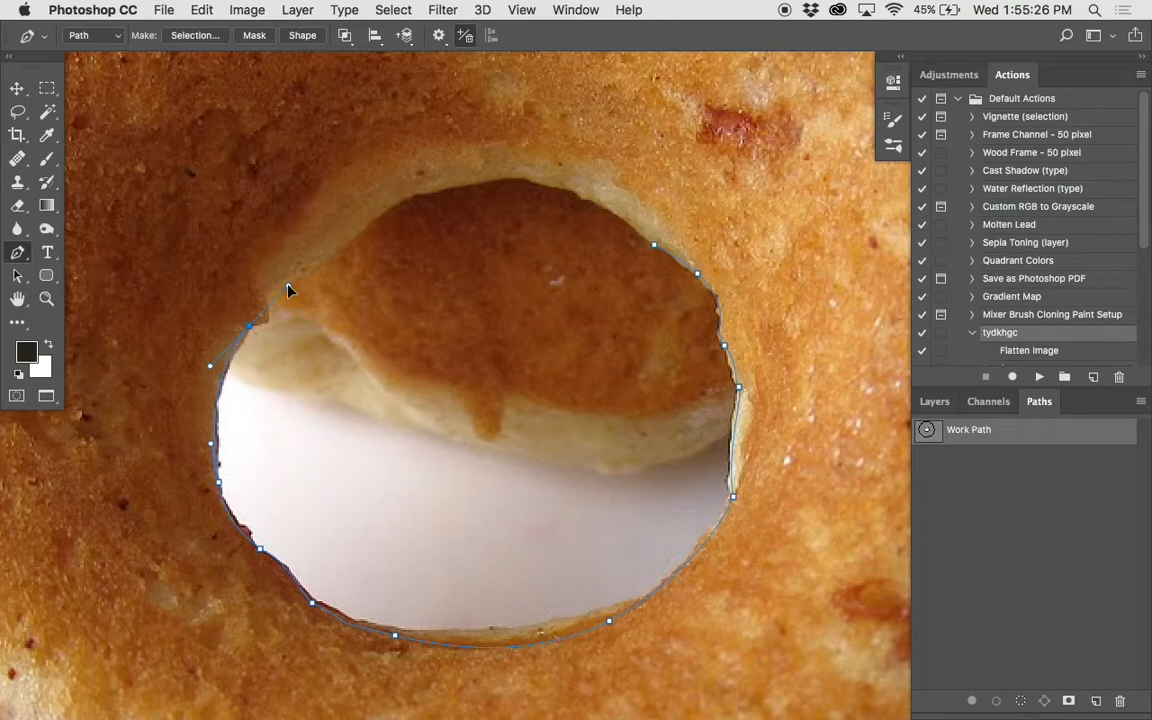 Photoshop CC File Edit Image Layer Type Select Filter 3D View Window Help 45% Wed 1:55:26 PM
Path Make: Selection... Mask Shape
Adjustments Actions
Default Actions
Vignette (selection)
Frame Channel - 50 pixel
Wood Frame - 50 pixel
Cast Shadow (type)
Water Reflection (type)
Custom RGB to Grayscale
Molten Lead
Sepia Toning (layer)
Quadrant Colors
Save as Photoshop PDF
Gradient Map
Mixer Brush Cloning Paint Setup
tydkhgc
Flatten Image
Layers Channels Paths
Work Path